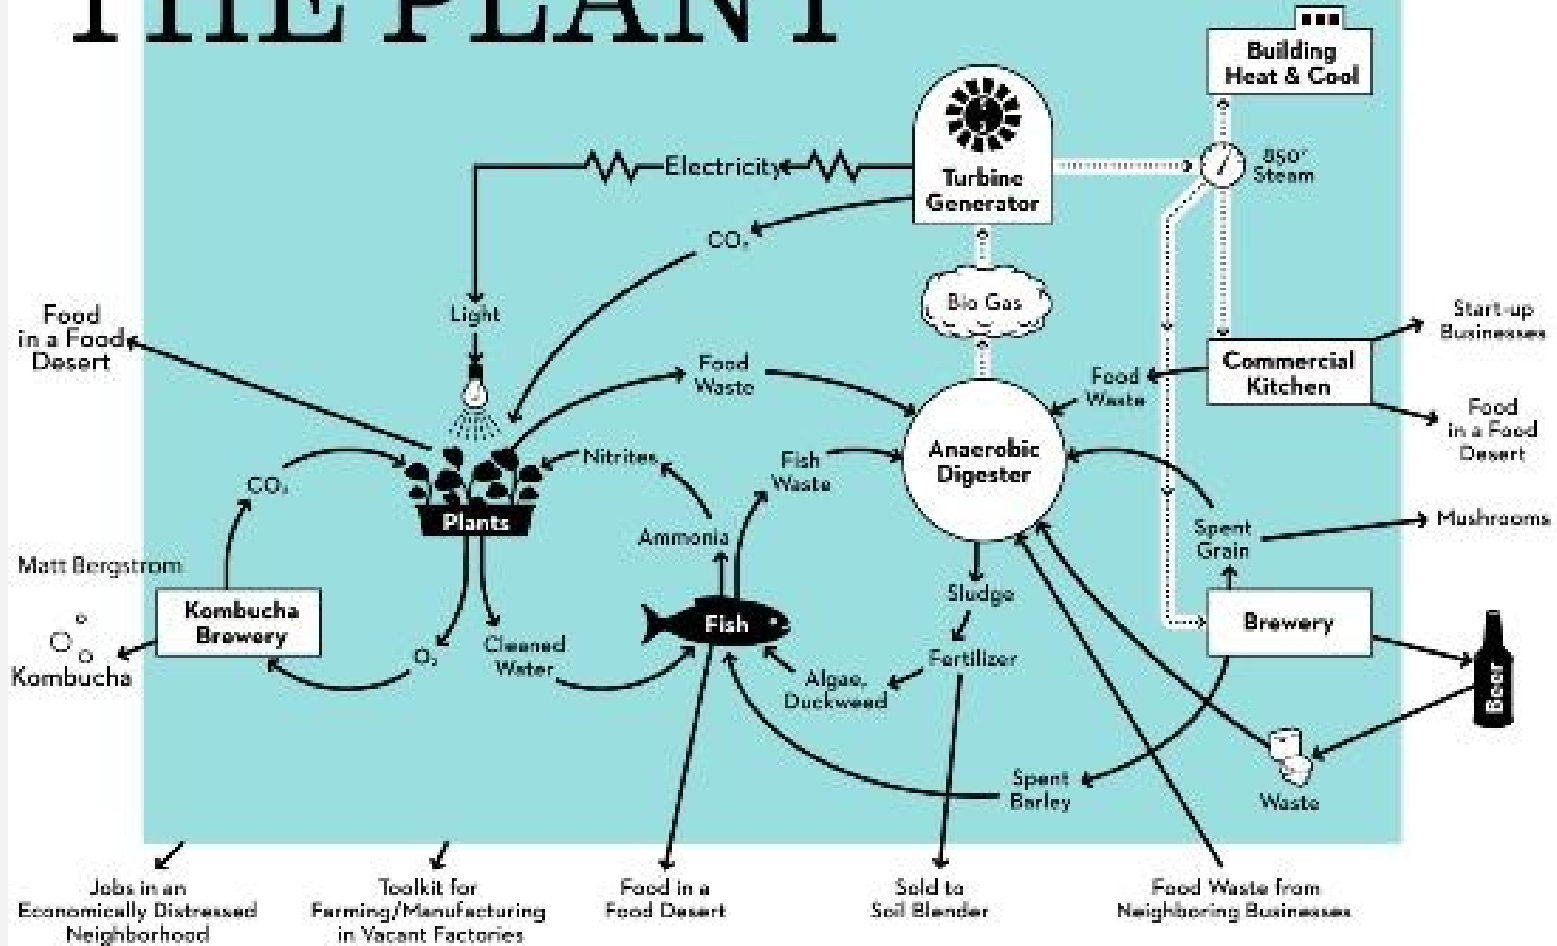 THE PLANT
Building
Heat & Cool
Turbine
Generator
850°
Steam
Electricity
CO₂
Bio Gas
Light
Food
in a Food
Desert
Start-up
Businesses
Commercial
Kitchen
Food
Waste
Food
Waste
Food
in a Food
Desert
Anaerobic
Digester
Nitrites
Fish
Waste
CO₂
Plants
Mushrooms
Spent
Grain
Ammonia
Matt Bergstrom
Kombucha
Brewery
Sludge
Fish
Brewery
Cleaned
Water
O₂
Fertilizer
Kombucha
Algae,
Duckweed
Beer
Spent
Barley
Waste
Jobs in an
Economically Distressed
Neighborhood
Toolkit for
Farming/Manufacturing
in Vacant Factories
Food in a
Food Desert
Sold to
Soil Blender
Food Waste from
Neighboring Businesses